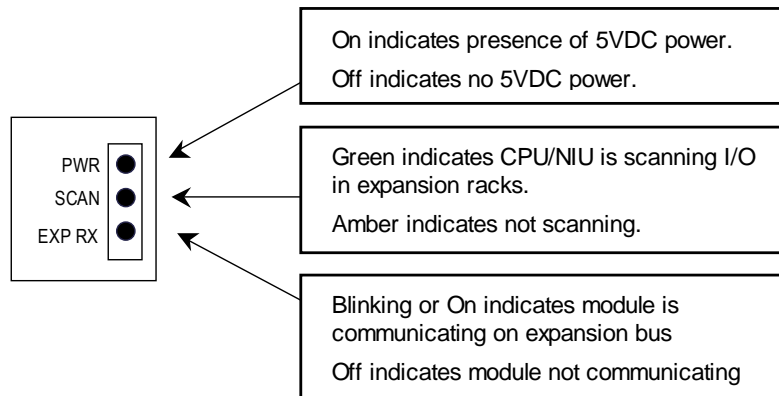 On indicates presence of 5VDC power.
Off indicates no 5VDC power.
PWR
SCAN
EXP RX
Green indicates CPU/NIU is scanning I/O
in expansion racks.
Amber indicates not scanning.
Blinking or On indicates module is
communicating on expansion bus
Off indicates module not communicating